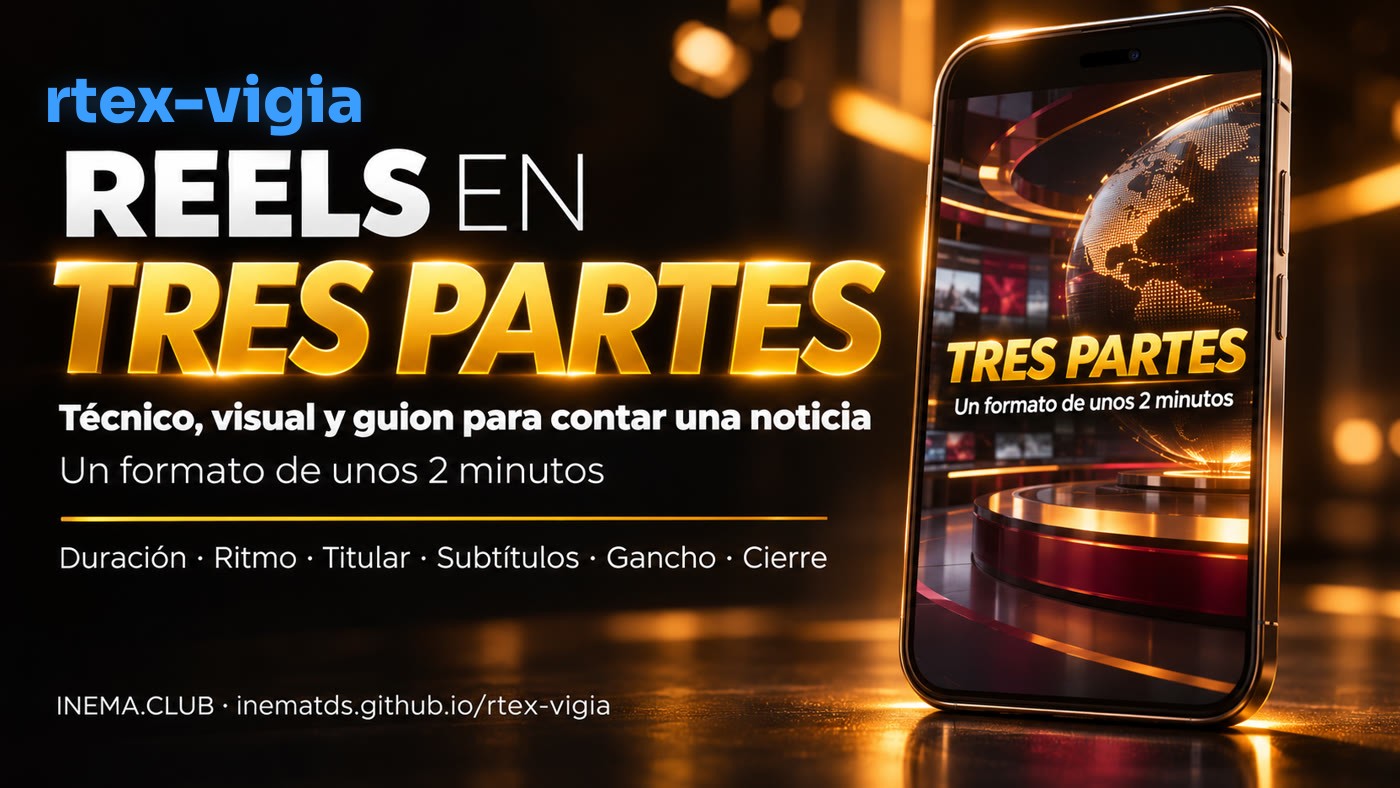 rtex-vigia
REELS EN
TRES PARTES
Técnico, visual y guion para contar una noticia
Un formato de unos 2 minutos
Duración · Ritmo · Titular · Subtítulos · Gancho · Cierre
INEMA.CLUB · inematds.github.io/rtex-vigia
TRES PARTES
Un formato de unos 2 minutos